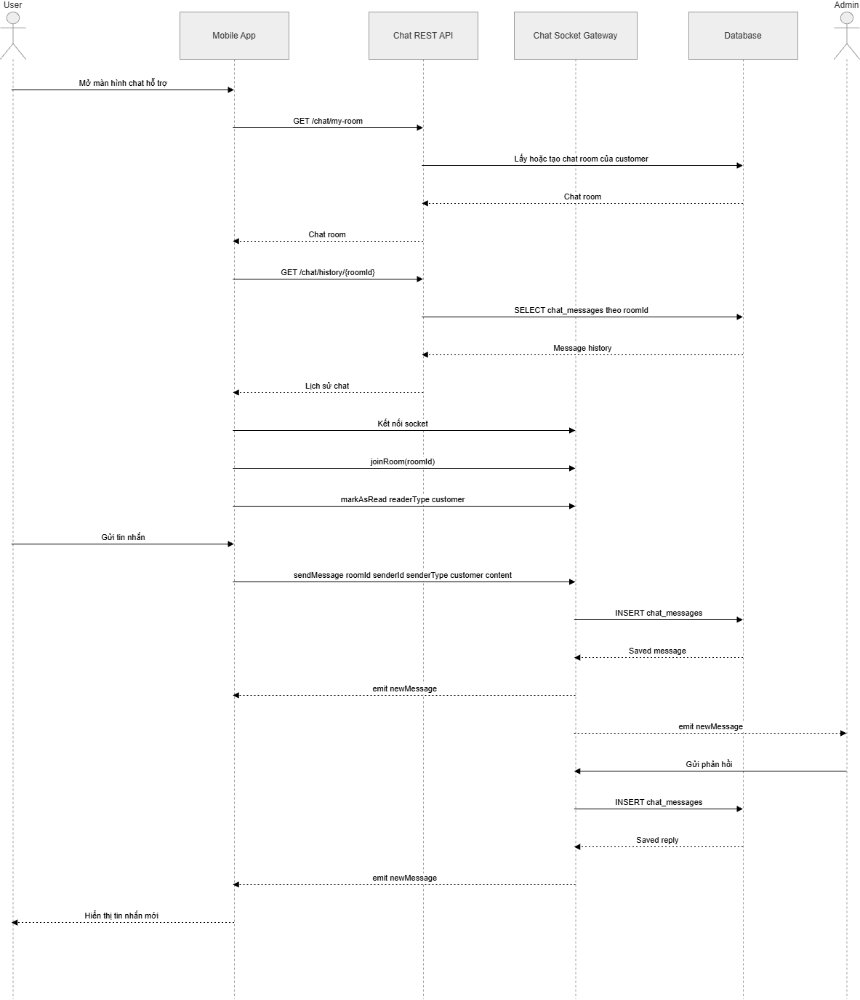 User
Admin
Mobile App
Chat REST API
Chat Socket Gateway
Database
Mở màn hình chat hỗ trợ
GET /chat/my-room
Lấy hoặc tạo chat room của customer
Chat room
Chat room
GET /chat/history/{roomId}
SELECT chat_messages theo roomId
Message history
Lịch sử chat
Kết nối socket
joinRoom(roomId)
markAsRead readerType customer
Gửi tin nhắn
sendMessage roomId senderId senderType customer content
INSERT chat_messages
Saved message
emit newMessage
emit newMessage
Gửi phản hồi
INSERT chat_messages
Saved reply
emit newMessage
Hiển thị tin nhắn mới